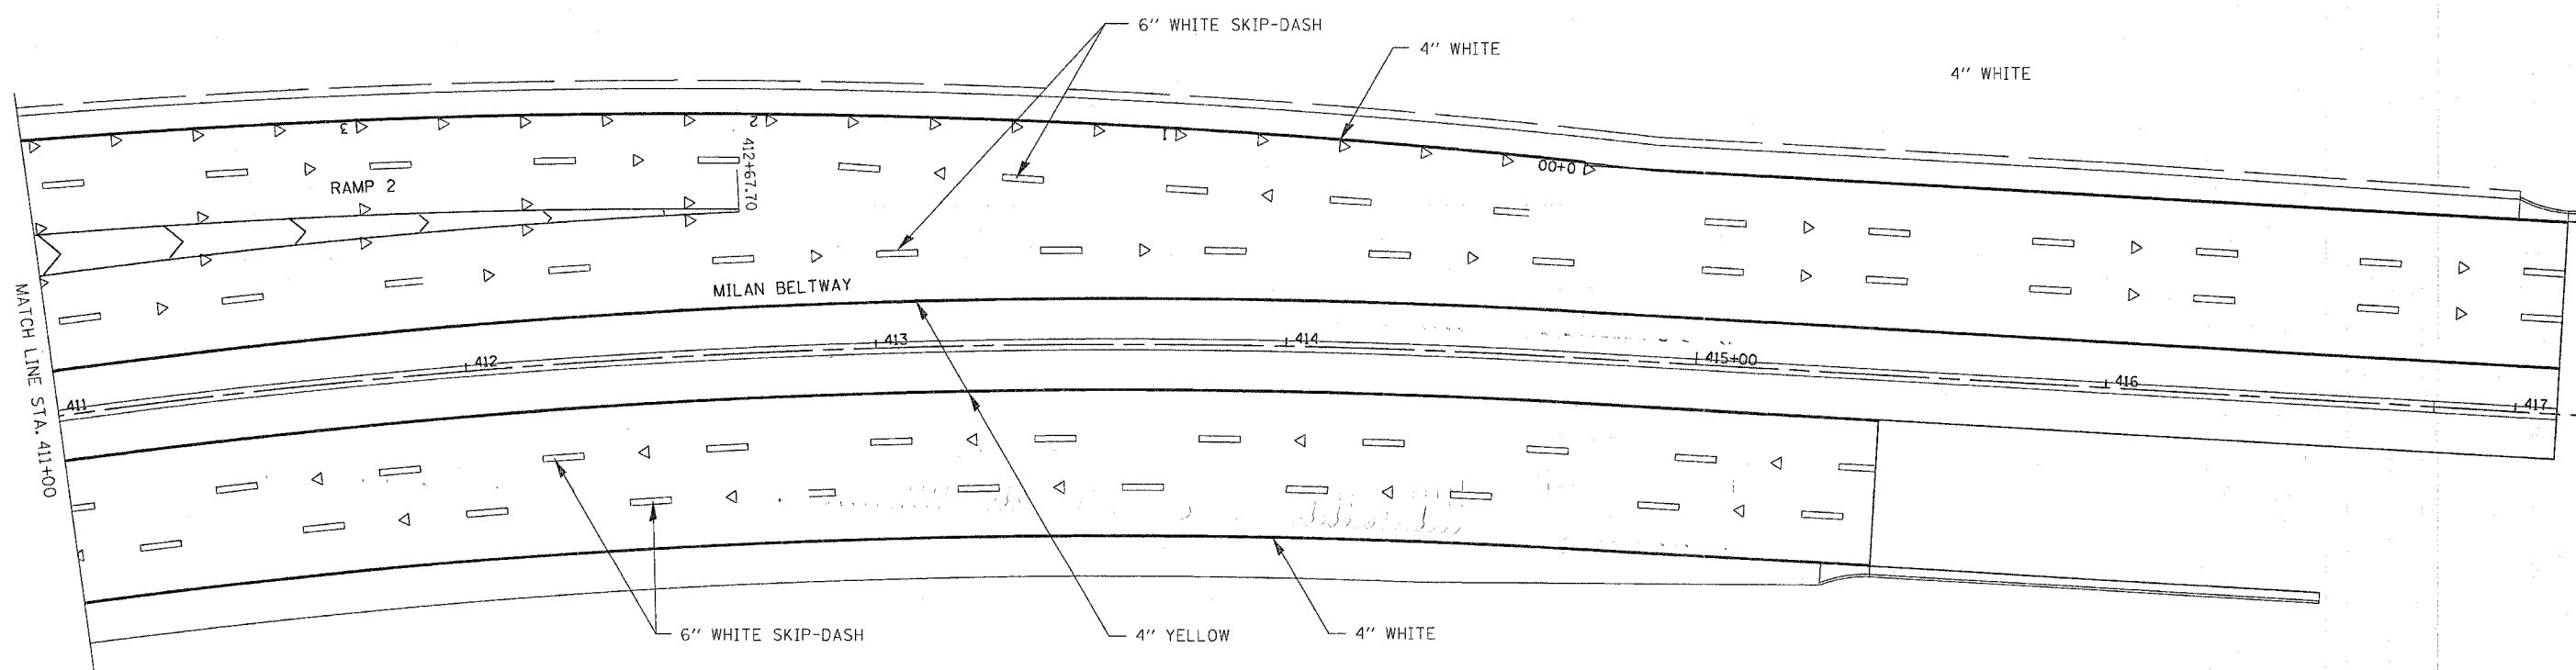 6" WHITE SKIP-DASH
4" WHITE
4" WHITE
3
2
1
0+00
412+67.70
RAMP 2
MILAN BELTWAY
MATCH LINE STA. 411+00
411
412
413
414
415+00
416
417
6" WHITE SKIP-DASH
4" YELLOW
4" WHITE